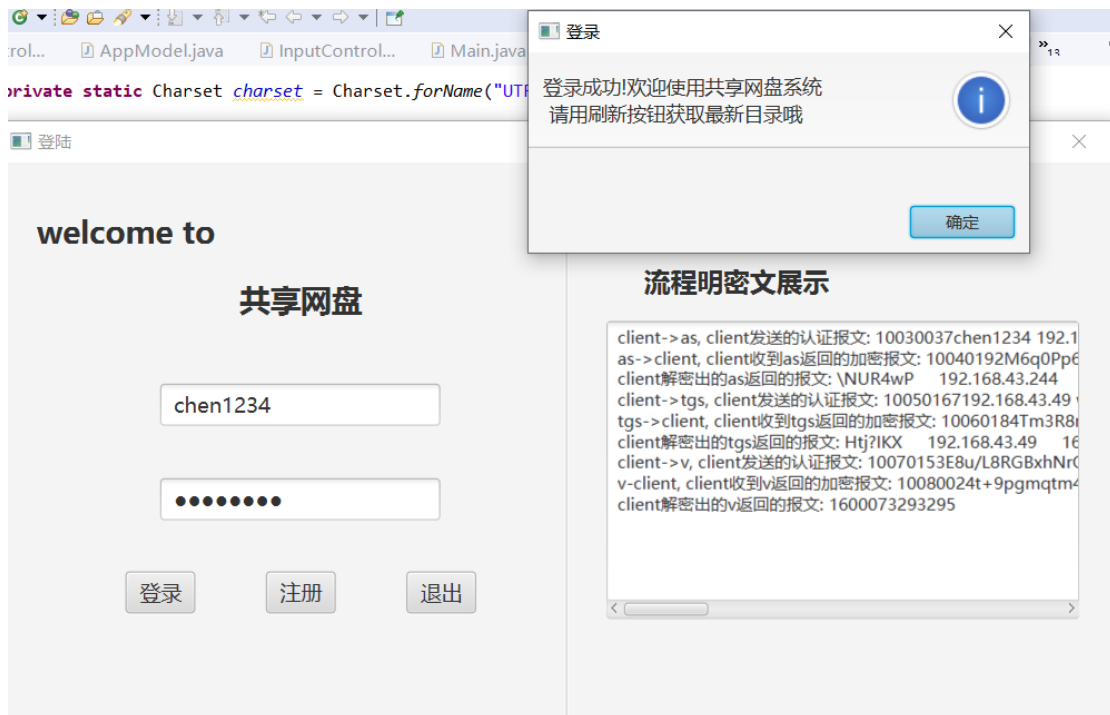 登录
登录成功!欢迎使用共享网盘系统
请用刷新按钮获取最新目录哦
确定
rol... AppModel.java InputControl... Main.java
»13
private static Charset charset = Charset.forName("UTF
登陆
welcome to
共享网盘
chen1234
●●●●●●●●
登录 注册 退出
流程明密文展示
client->as, client发送的认证报文: 10030037chen1234 192.1
as->client, client收到as返回的加密报文: 10040192M6q0Pp6
client解密出的as返回的报文: \NUR4wP 192.168.43.244
client->tgs, client发送的认证报文: 10050167192.168.43.49
tgs->client, client收到tgs返回的加密报文: 10060184Tm3R8
client解密出的tgs返回的报文: Htj?IKX 192.168.43.49 16
client->v, client发送的认证报文: 10070153E8u/L8RGBxhNr
v-client, client收到v返回的加密报文: 10080024t+9pgmqtm4
client解密出的v返回的报文: 1600073293295